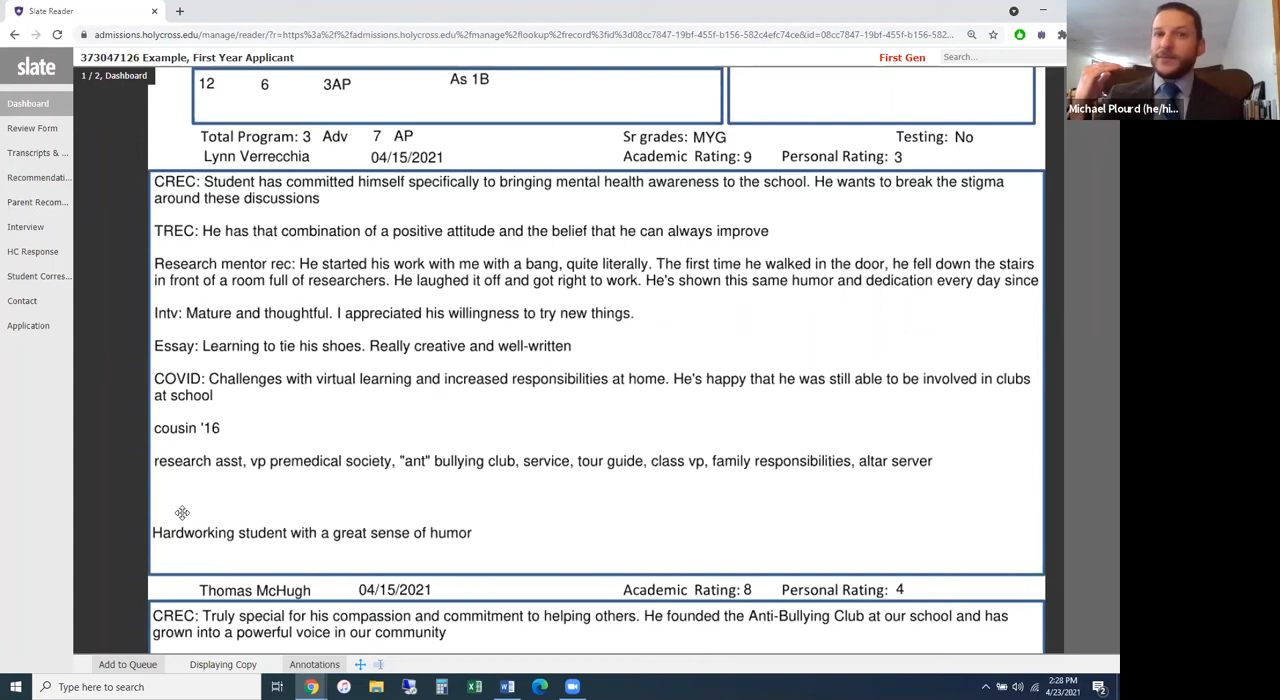 Slate Reader
admissions.holycross.edu/manage/reader/?r=https%3a%2f%2fadmissions.holycross.edu%2fmanage%2flookup%2frecord%3fid%3d08cc7847-19bf-455f-b156-582c4efc74ce&id=08cc7847-19bf-455f-b156-582...
slate
373047126 Example, First Year Applicant
First Gen
Search...
1 / 2, Dashboard
Dashboard
Review Form
Transcripts & ...
Recommendati...
Parent Recom...
Interview
HC Response
Student Corres...
Contact
Application
Michael Plourd (he/hi...
12 6 3AP As 1B
Total Program: 3 Adv 7 AP Sr grades: MYG Testing: No
Lynn Verrecchia 04/15/2021 Academic Rating: 9 Personal Rating: 3
CREC: Student has committed himself specifically to bringing mental health awareness to the school. He wants to break the stigma
around these discussions
TREC: He has that combination of a positive attitude and the belief that he can always improve
Research mentor rec: He started his work with me with a bang, quite literally. The first time he walked in the door, he fell down the stairs
in front of a room full of researchers. He laughed it off and got right to work. He's shown this same humor and dedication every day since
Intv: Mature and thoughtful. I appreciated his willingness to try new things.
Essay: Learning to tie his shoes. Really creative and well-written
COVID: Challenges with virtual learning and increased responsibilities at home. He's happy that he was still able to be involved in clubs
at school
cousin '16
research asst, vp premedical society, "ant" bullying club, service, tour guide, class vp, family responsibilities, altar server
Hardworking student with a great sense of humor
Thomas McHugh 04/15/2021 Academic Rating: 8 Personal Rating: 4
CREC: Truly special for his compassion and commitment to helping others. He founded the Anti-Bullying Club at our school and has
grown into a powerful voice in our community
Add to Queue Displaying Copy Annotations
Type here to search
2:28 PM
4/23/2021
2